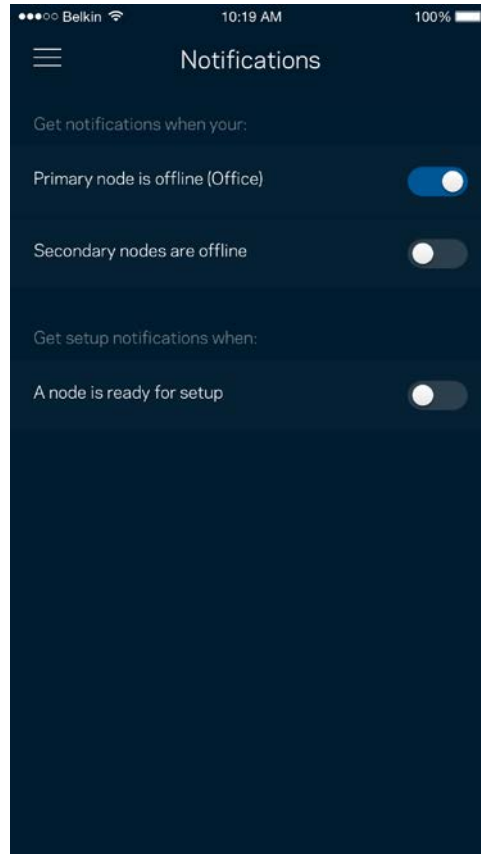 Belkin 10:19 AM 100%
Notifications
Get notifications when your:
Primary node is offline (Office)
Secondary nodes are offline
Get setup notifications when:
A node is ready for setup